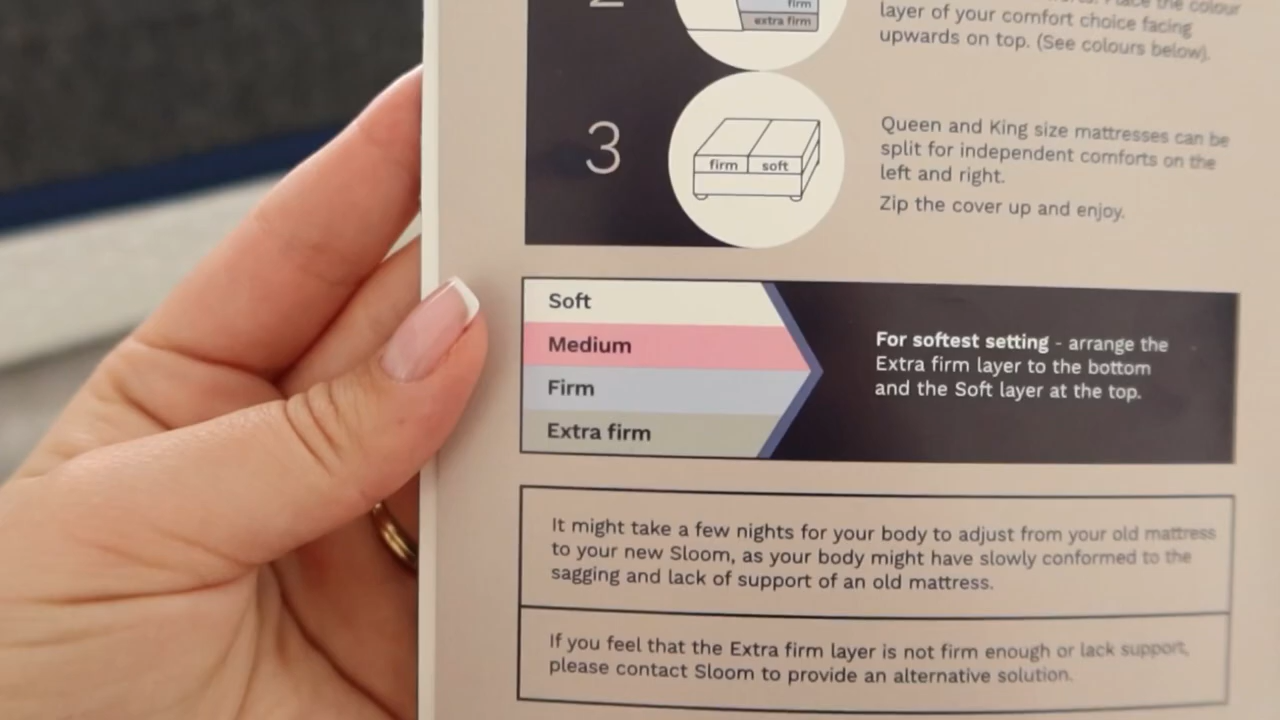 2
firm
extra firm
the colour
layer of your comfort choice facing
upwards on top. (See colours below).
3
firm
soft
Queen and King size mattresses can be
split for independent comforts on the
left and right.
Zip the cover up and enjoy.
Soft
Medium
Firm
Extra firm
For softest setting - arrange the
Extra firm layer to the bottom
and the Soft layer at the top.
It might take a few nights for your body to adjust from your old mattress
to your new Sloom, as your body might have slowly conformed to the
sagging and lack of support of an old mattress.
If you feel that the Extra firm layer is not firm enough or lack support,
please contact Sloom to provide an alternative solution.